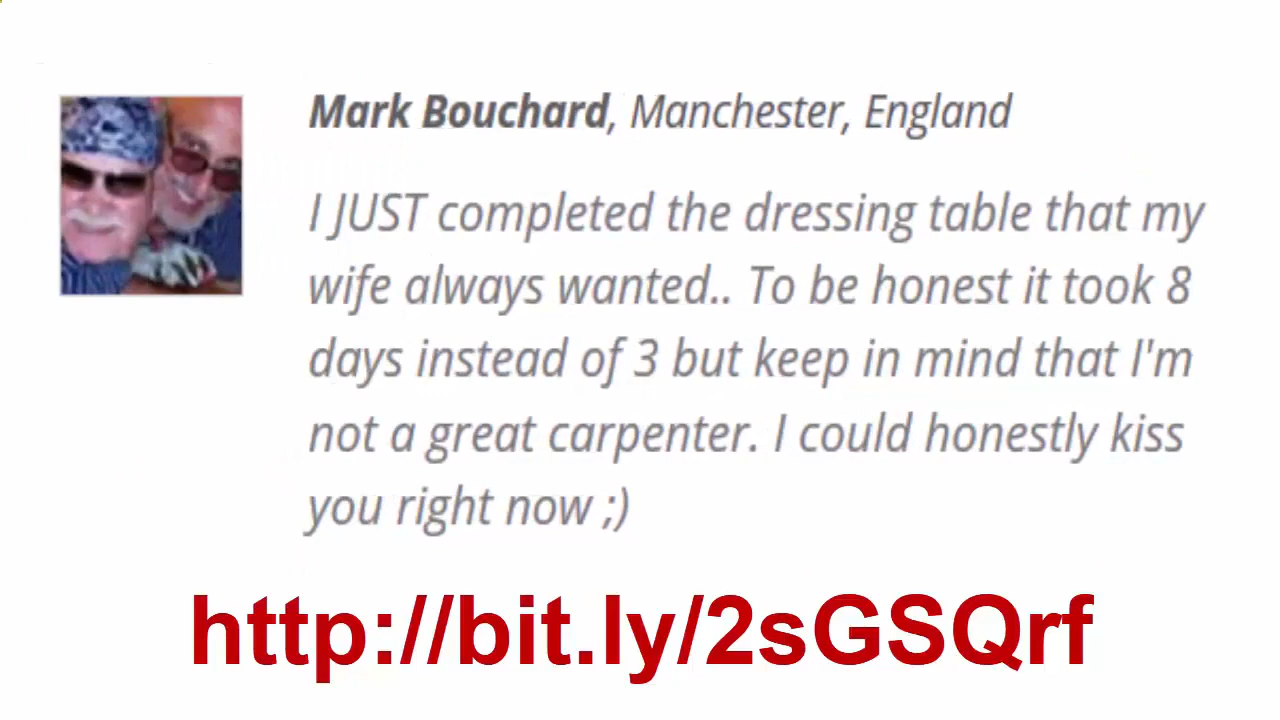 Mark Bouchard, Manchester, England
I JUST completed the dressing table that my
wife always wanted.. To be honest it took 8
days instead of 3 but keep in mind that I'm
not a great carpenter. I could honestly kiss
you right now ;)
http://bit.ly/2sGSQrf